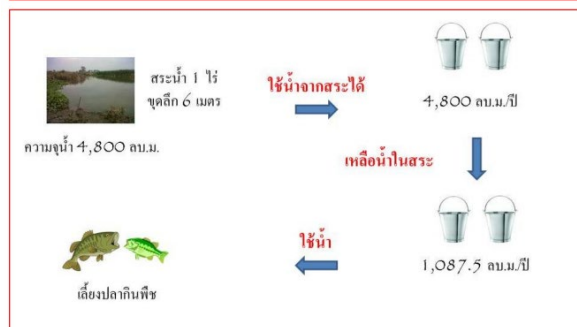 สระน้ำ 1 ไร่
ขุดลึก 6 เมตร
ความจุน้ำ 4,800 ลบ.ม.
ใช้น้ำจากสระได้
4,800 ลบ.ม./ปี
เหลือน้ำในสระ
1,087.5 ลบ.ม./ปี
ใช้น้ำ
เลี้ยงปลากินพืช